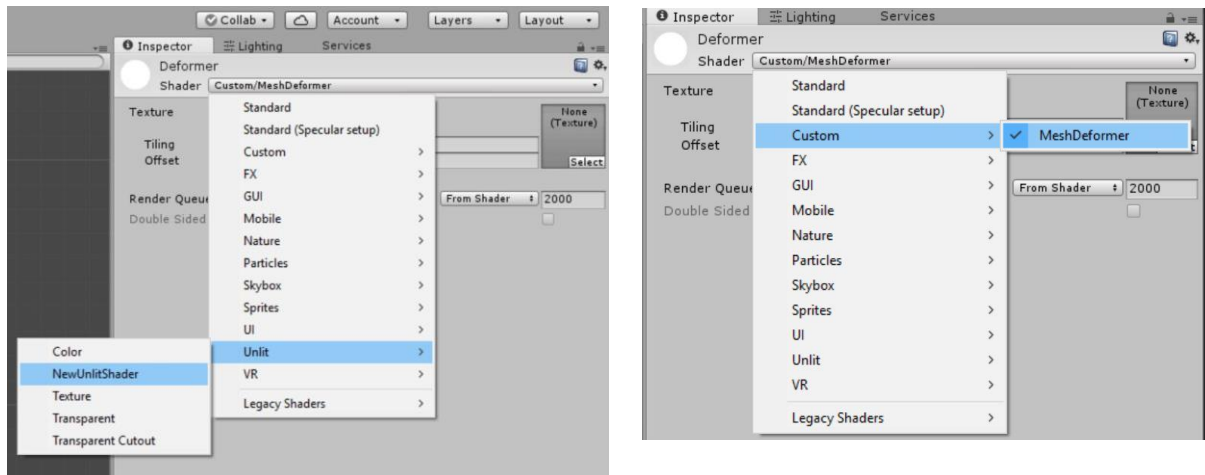 Collab
Account
Layers
Layout
Inspector
Lighting
Services
Deformer
Shader
Custom/MeshDeformer
Texture
Tiling
Offset
None
(Texture)
Select
Render Queue
From Shader
2000
Double Sided
Standard
Standard (Specular setup)
Custom
FX
GUI
Mobile
Nature
Particles
Skybox
Sprites
UI
Unlit
VR
Legacy Shaders
Color
NewUnlitShader
Texture
Transparent
Transparent Cutout
Inspector
Lighting
Services
Deformer
Shader
Custom/MeshDeformer
Texture
Tiling
Offset
None
(Texture)
Render Queue
From Shader
2000
Double Sided
Standard
Standard (Specular setup)
Custom
MeshDeformer
FX
GUI
Mobile
Nature
Particles
Skybox
Sprites
UI
Unlit
VR
Legacy Shaders